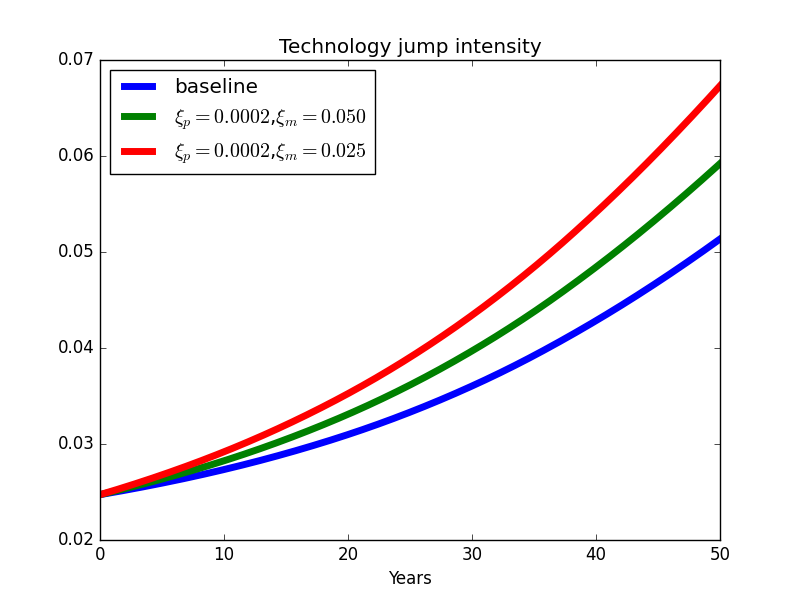 Technology jump intensity
0.07
0.06
0.05
0.04
0.03
0.02
baseline
ξₚ = 0.0002,ξₘ = 0.050
ξₚ = 0.0002,ξₘ = 0.025
0 10 20 30 40 50
Years